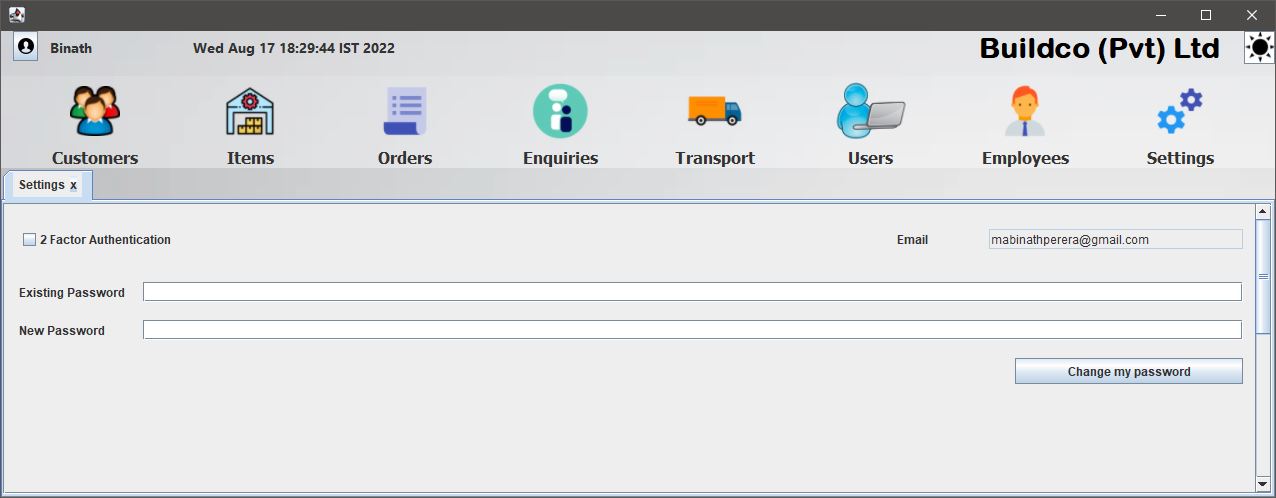 Binath Wed Aug 17 18:29:44 IST 2022 Buildco (Pvt) Ltd
Customers Items Orders Enquiries Transport Users Employees Settings
Settings x
2 Factor Authentication Email mabinathperera@gmail.com
Existing Password
New Password
Change my password